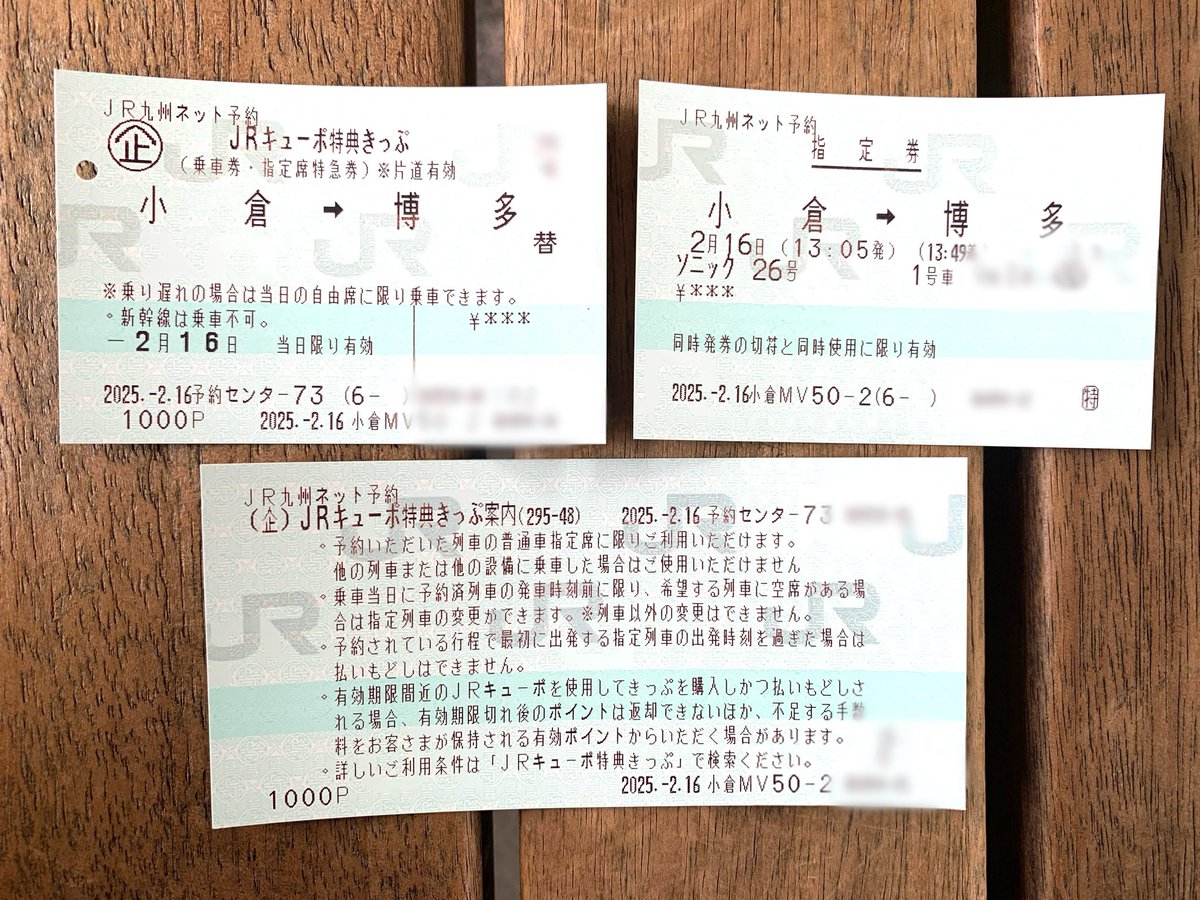 JR九州ネット予約
企 JRキューポ特典きっぷ
(乗車券・指定席特急券)※片道有効
小倉 → 博多
替
※乗り遅れの場合は当日の自由席に限り乗車できます。
。新幹線は乗車不可。 ¥***
-2月16日 当日限り有効
2025.-2.16予約センター73 (6- )
1000P 2025.-2.16 小倉MV
JR九州ネット予約
指定券
小倉 → 博多
2月16日 (13:05発) (13:49
ソニック 26号 1号車
¥***
同時発券の切符と同時使用に限り有効
2025.-2.16小倉MV50-2(6- ) 特
JR九州ネット予約
(企)JRキューポ特典きっぷ案内(295-48) 2025.-2.16 予約センター73
。予約いただいた列車の普通車指定席に限りご利用いただけます。
他の列車または他の設備に乗車した場合はご使用いただけません
。乗車当日に予約済列車の発車時刻前に限り、希望する列車に空席がある場
合は指定列車の変更ができます。※列車以外の変更はできません。
。予約されている行程で最初に出発する指定列車の出発時刻を過ぎた場合は
払いもどしはできません。
。有効期限間近のJRキューポを使用してきっぷを購入しかつ払いもどしさ
れる場合、有効期限切れ後のポイントは返却できないほか、不足する手数
料をお客さまが保持される有効ポイントからいただく場合があります。
。詳しいご利用条件は「JRキューポ特典きっぷ」で検索ください。
1000P 2025.-2.16 小倉MV50-2